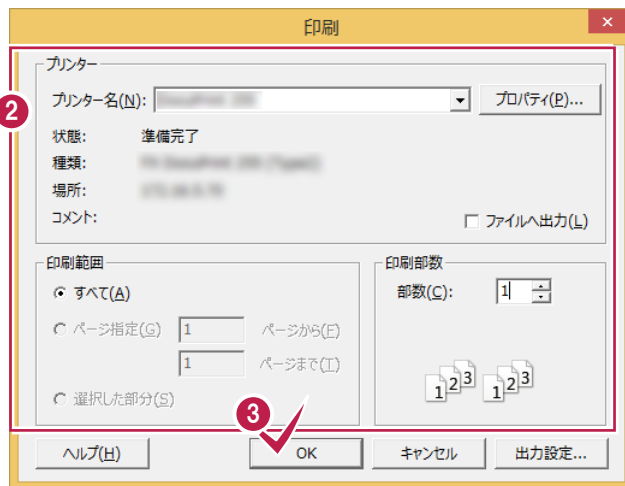 印刷
プリンター
2
プリンター名(N):
プロパティ(P)...
状態: 準備完了
種類:
場所:
コメント:
ファイルへ出力(L)
印刷範囲
すべて(A)
ページ指定(G) 1 ページから(F)
1 ページまで(T)
選択した部分(S)
印刷部数
部数(C): 1
1 2 3 1 2 3
3
ヘルプ(H) OK キャンセル 出力設定...